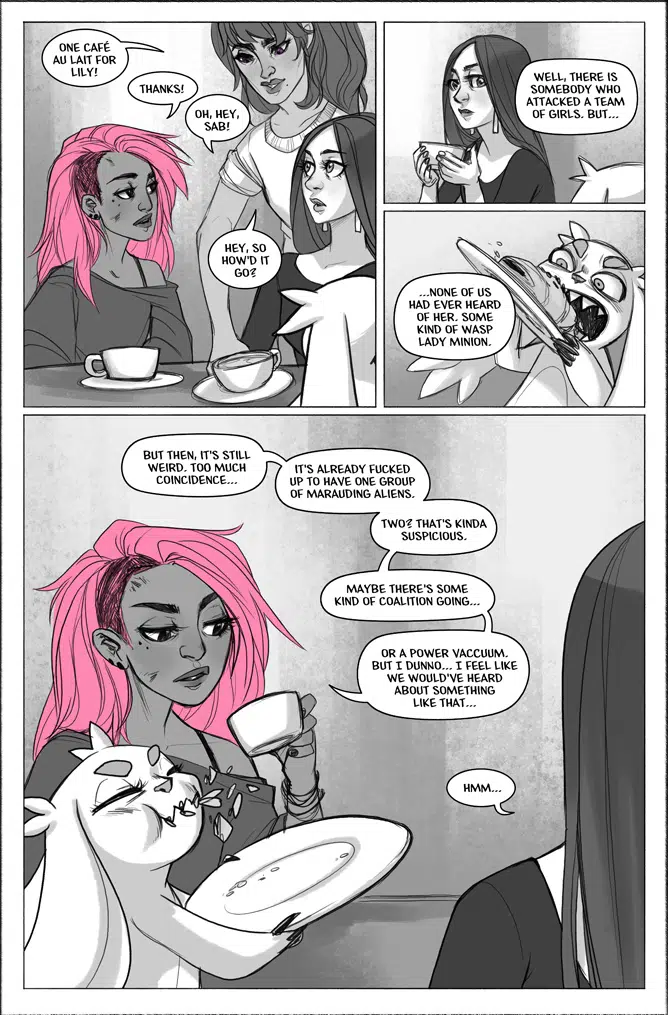 ONE CAFÉ
AU LAIT FOR
LILY!
THANKS!
OH, HEY,
SAB!
HEY, SO
HOW'D IT
GO?
WELL, THERE IS
SOMEBODY WHO
ATTACKED A TEAM
OF GIRLS. BUT...
...NONE OF US
HAD EVER HEARD
OF HER. SOME
KIND OF WASP
LADY MINION.
BUT THEN, IT'S STILL
WEIRD. TOO MUCH
COINCIDENCE...
IT'S ALREADY FUCKED
UP TO HAVE ONE GROUP
OF MARAUDING ALIENS.
TWO? THAT'S KINDA
SUSPICIOUS.
MAYBE THERE'S SOME
KIND OF COALITION GOING...
OR A POWER VACCUUM.
BUT I DUNNO... I FEEL LIKE
WE WOULD'VE HEARD
ABOUT SOMETHING
LIKE THAT...
HMM...